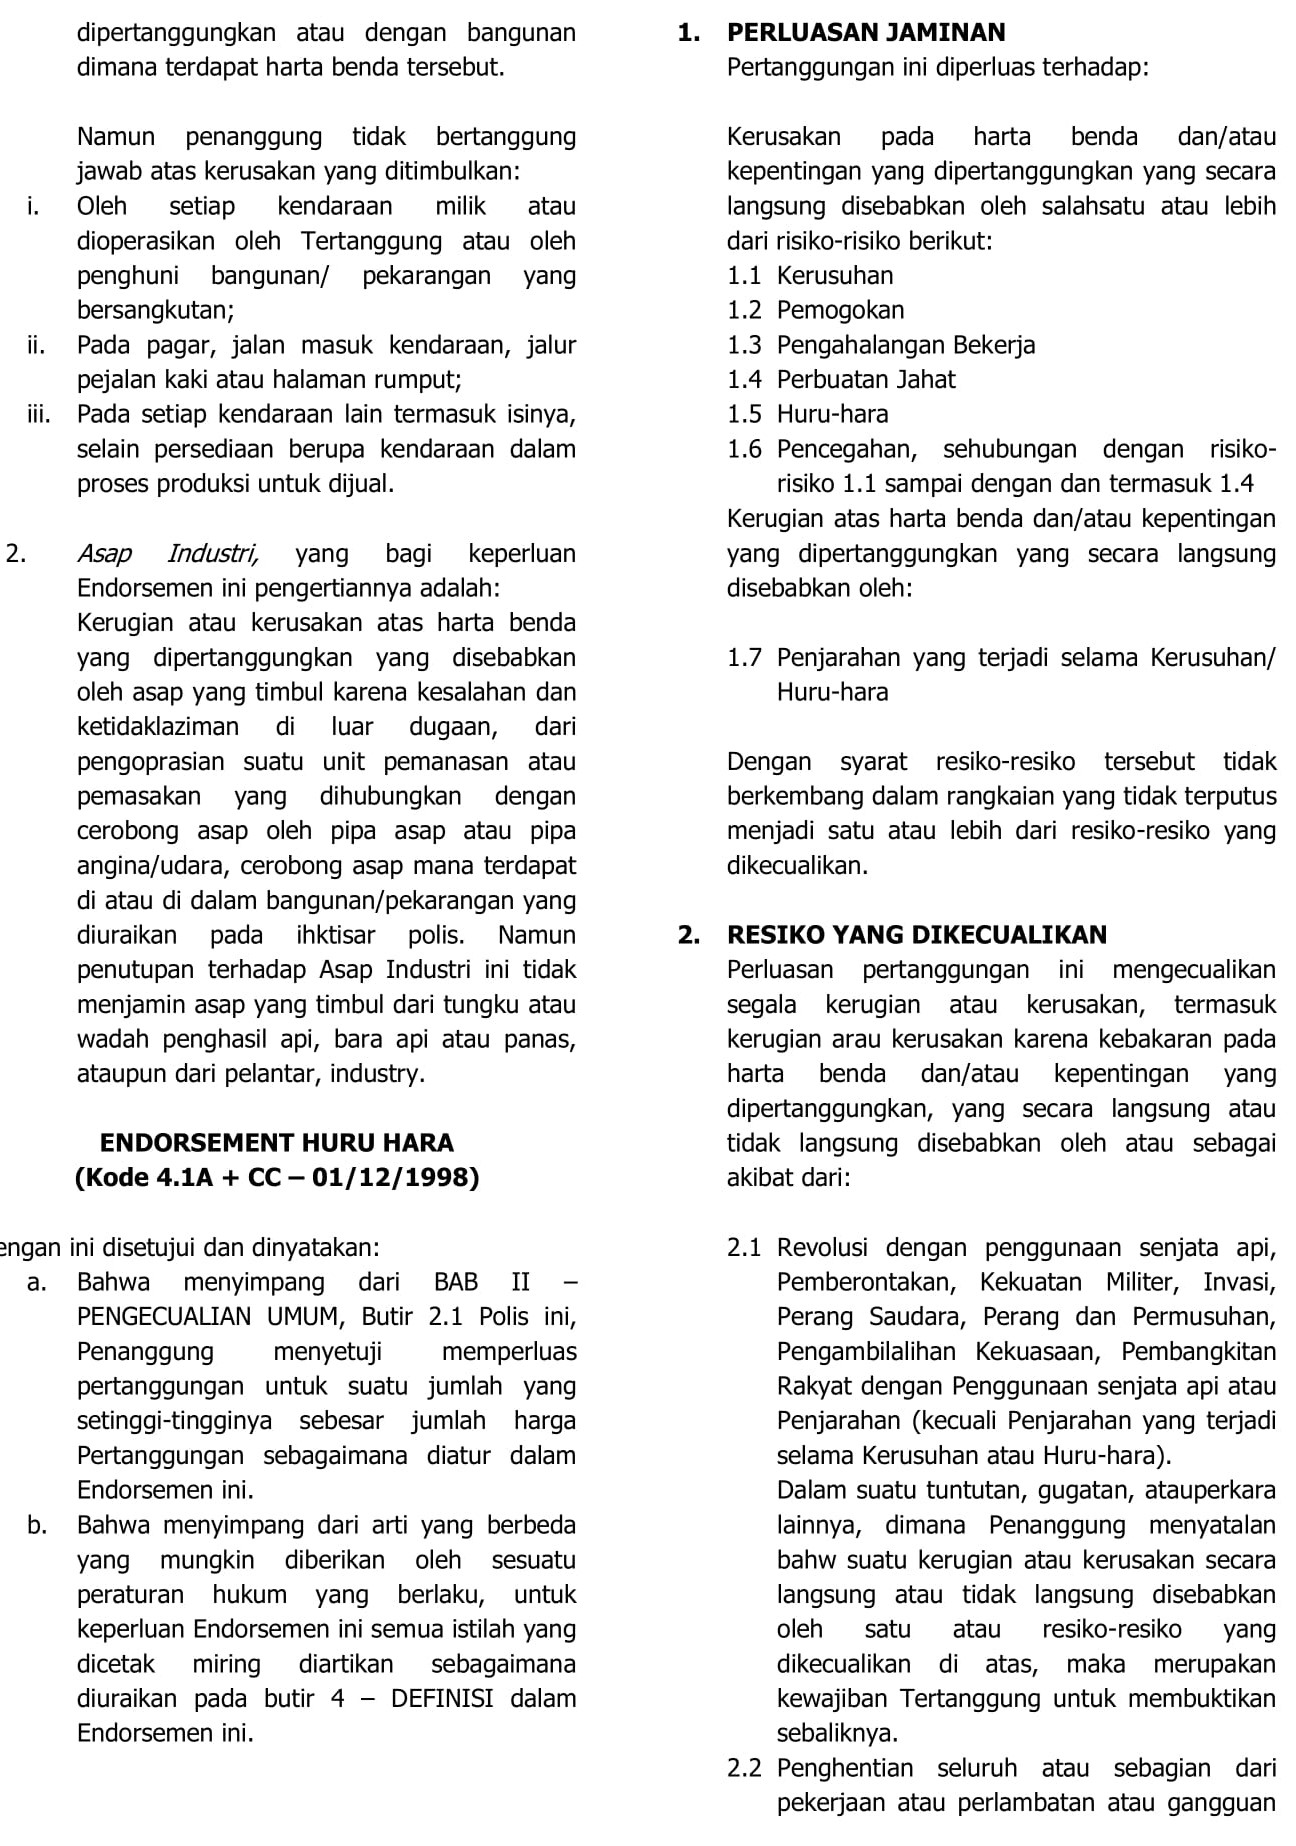 dipertanggungkan atau dengan bangunan
dimana terdapat harta benda tersebut.
Namun penanggung tidak bertanggung
jawab atas kerusakan yang ditimbulkan:
i. Oleh setiap kendaraan milik atau
dioperasikan oleh Tertanggung atau oleh
penghuni bangunan/ pekarangan yang
bersangkutan;
ii. Pada pagar, jalan masuk kendaraan, jalur
pejalan kaki atau halaman rumput;
iii. Pada setiap kendaraan lain termasuk isinya,
selain persediaan berupa kendaraan dalam
proses produksi untuk dijual.
2. Asap Industri, yang bagi keperluan
Endorsemen ini pengertiannya adalah:
Kerugian atau kerusakan atas harta benda
yang dipertanggungkan yang disebabkan
oleh asap yang timbul karena kesalahan dan
ketidaklaziman di luar dugaan, dari
pengoprasian suatu unit pemanasan atau
pemasakan yang dihubungkan dengan
cerobong asap oleh pipa asap atau pipa
angina/udara, cerobong asap mana terdapat
di atau di dalam bangunan/pekarangan yang
diuraikan pada ihktisar polis. Namun
penutupan terhadap Asap Industri ini tidak
menjamin asap yang timbul dari tungku atau
wadah penghasil api, bara api atau panas,
ataupun dari pelantar, industry.
ENDORSEMENT HURU HARA
(Kode 4.1A + CC – 01/12/1998)
engan ini disetujui dan dinyatakan:
a. Bahwa menyimpang dari BAB II –
PENGECUALIAN UMUM, Butir 2.1 Polis ini,
Penanggung menyetuji memperluas
pertanggungan untuk suatu jumlah yang
setinggi-tingginya sebesar jumlah harga
Pertanggungan sebagaimana diatur dalam
Endorsemen ini.
b. Bahwa menyimpang dari arti yang berbeda
yang mungkin diberikan oleh sesuatu
peraturan hukum yang berlaku, untuk
keperluan Endorsemen ini semua istilah yang
dicetak miring diartikan sebagaimana
diuraikan pada butir 4 – DEFINISI dalam
Endorsemen ini.
1. PERLUASAN JAMINAN
Pertanggungan ini diperluas terhadap:
Kerusakan pada harta benda dan/atau
kepentingan yang dipertanggungkan yang secara
langsung disebabkan oleh salahsatu atau lebih
dari risiko-risiko berikut:
1.1 Kerusuhan
1.2 Pemogokan
1.3 Pengahalangan Bekerja
1.4 Perbuatan Jahat
1.5 Huru-hara
1.6 Pencegahan, sehubungan dengan risiko-
risiko 1.1 sampai dengan dan termasuk 1.4
Kerugian atas harta benda dan/atau kepentingan
yang dipertanggungkan yang secara langsung
disebabkan oleh:
1.7 Penjarahan yang terjadi selama Kerusuhan/
Huru-hara
Dengan syarat resiko-resiko tersebut tidak
berkembang dalam rangkaian yang tidak terputus
menjadi satu atau lebih dari resiko-resiko yang
dikecualikan.
2. RESIKO YANG DIKECUALIKAN
Perluasan pertanggungan ini mengecualikan
segala kerugian atau kerusakan, termasuk
kerugian arau kerusakan karena kebakaran pada
harta benda dan/atau kepentingan yang
dipertanggungkan, yang secara langsung atau
tidak langsung disebabkan oleh atau sebagai
akibat dari:
2.1 Revolusi dengan penggunaan senjata api,
Pemberontakan, Kekuatan Militer, Invasi,
Perang Saudara, Perang dan Permusuhan,
Pengambilalihan Kekuasaan, Pembangkitan
Rakyat dengan Penggunaan senjata api atau
Penjarahan (kecuali Penjarahan yang terjadi
selama Kerusuhan atau Huru-hara).
Dalam suatu tuntutan, gugatan, atauperkara
lainnya, dimana Penanggung menyatalan
bahw suatu kerugian atau kerusakan secara
langsung atau tidak langsung disebabkan
oleh satu atau resiko-resiko yang
dikecualikan di atas, maka merupakan
kewajiban Tertanggung untuk membuktikan
sebaliknya.
2.2 Penghentian seluruh atau sebagian dari
pekerjaan atau perlambatan atau gangguan